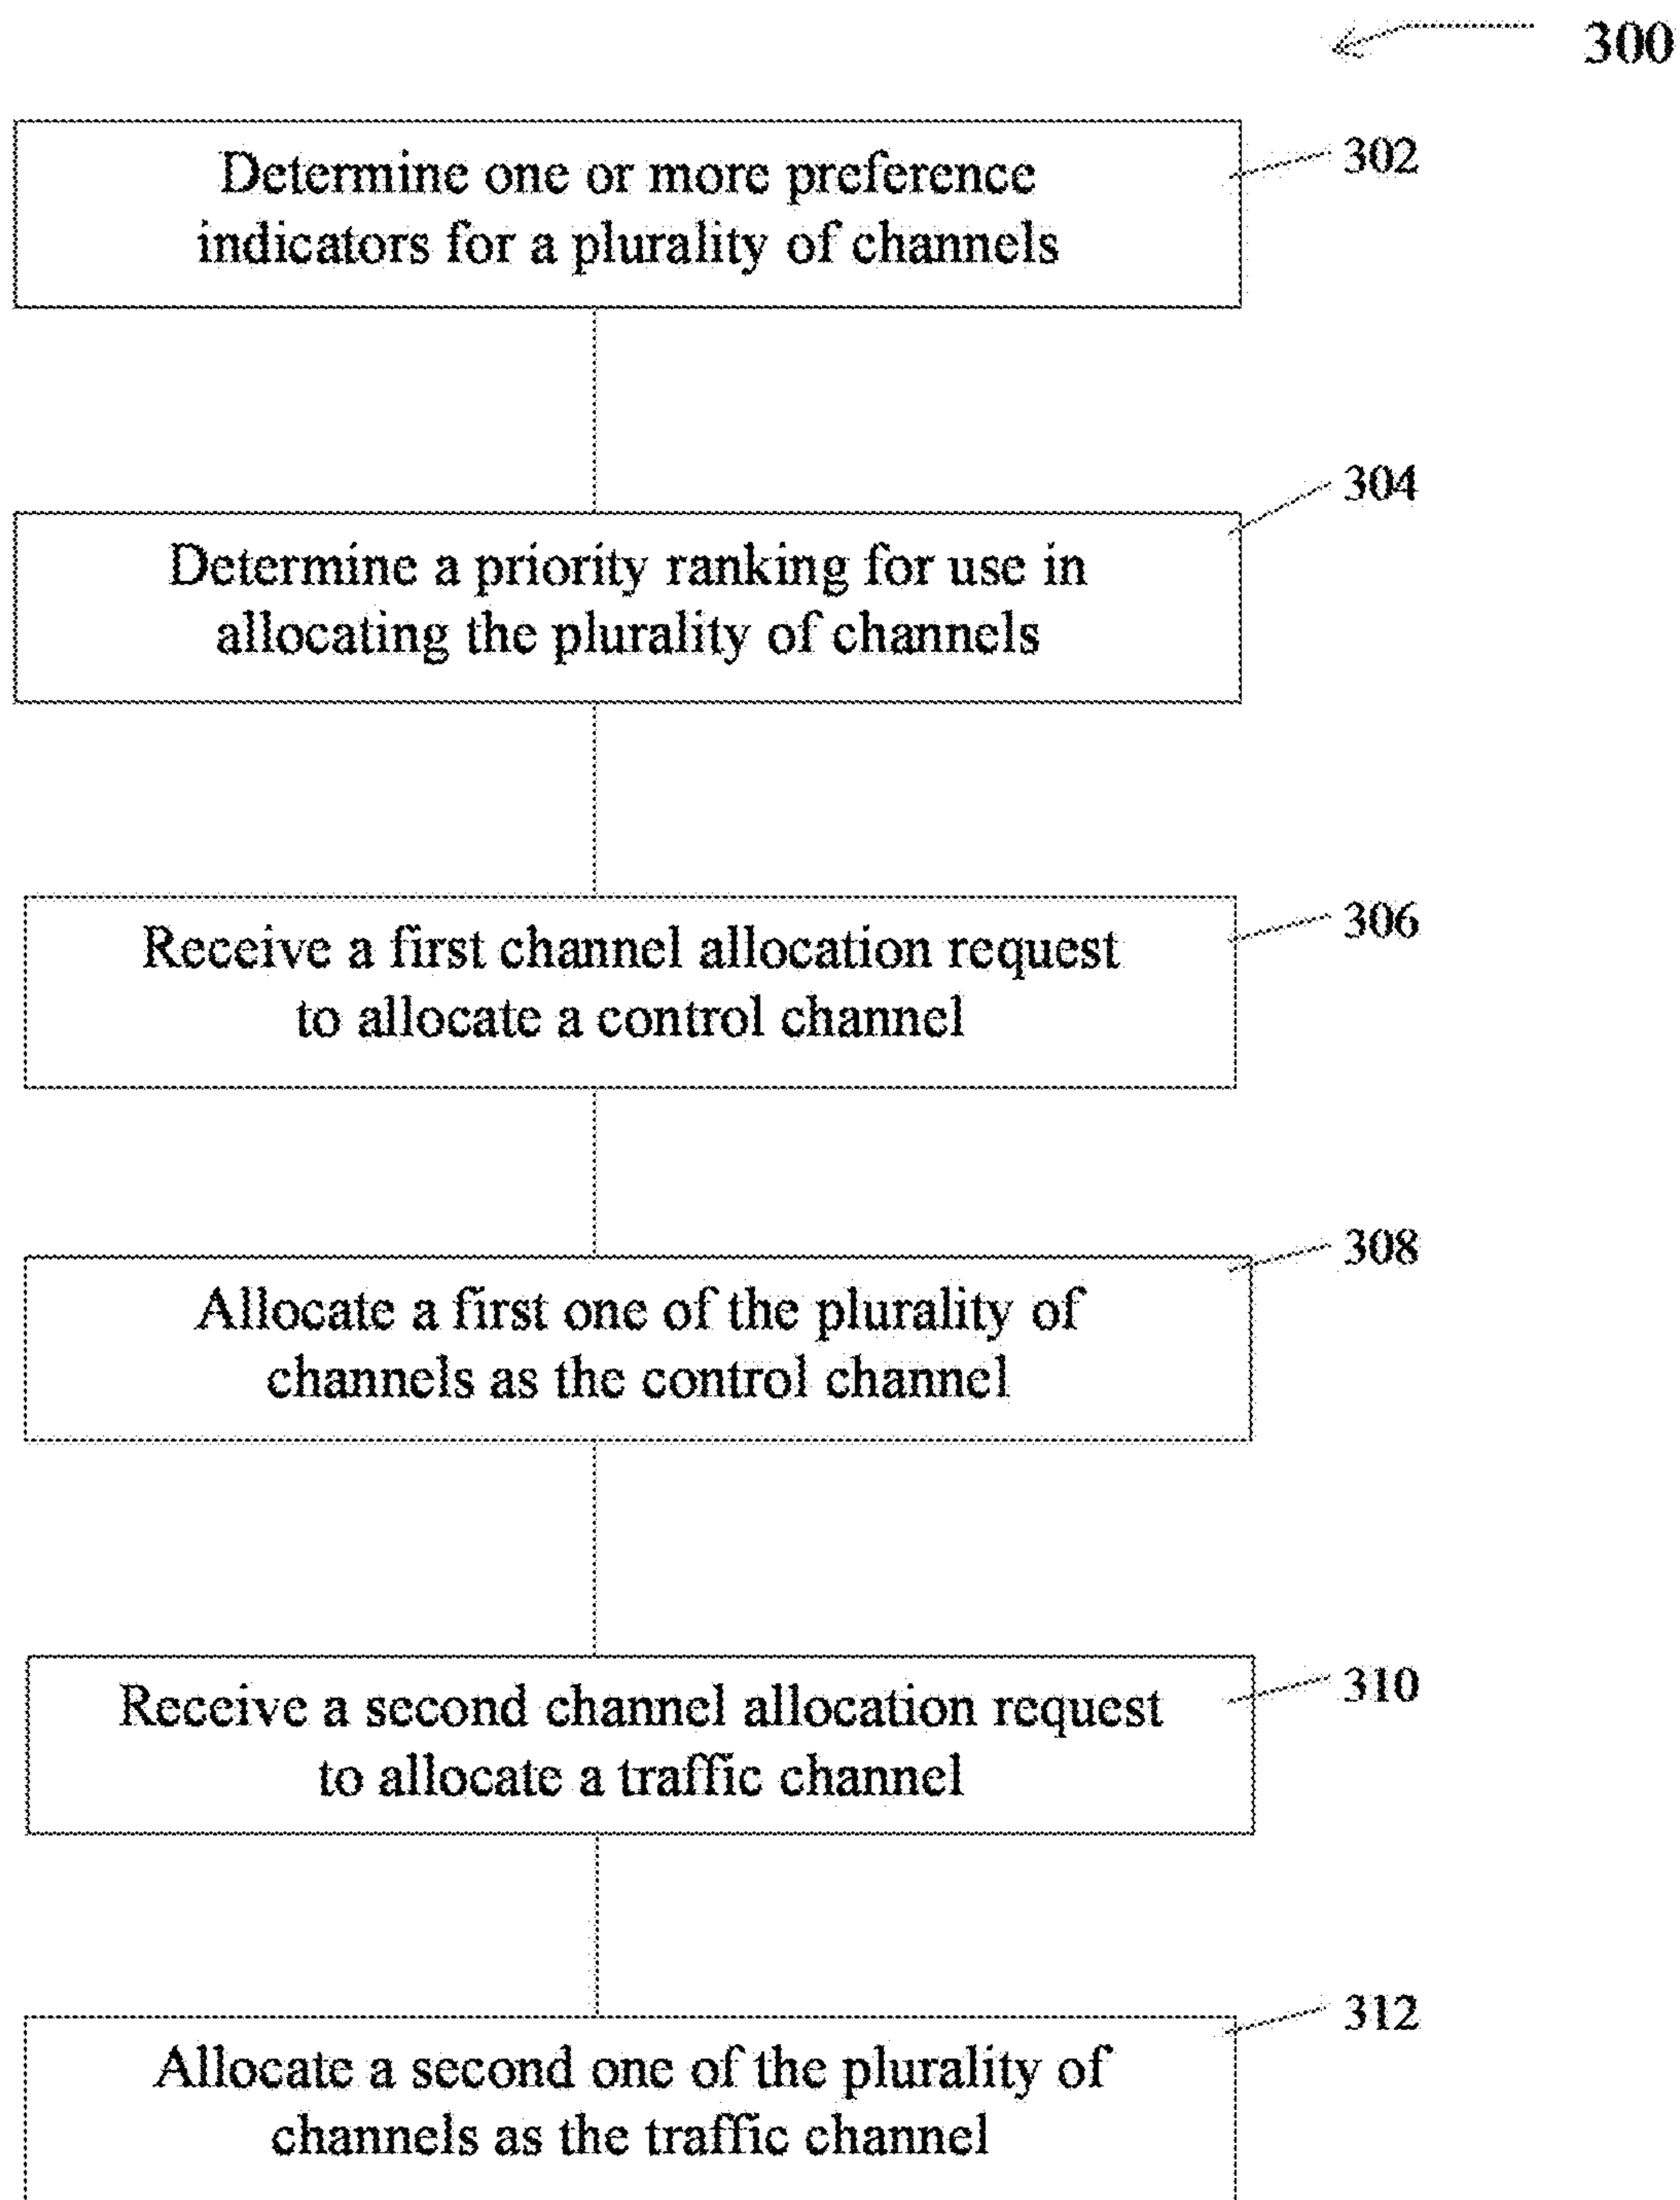 300
Determine one or more preference
indicators for a plurality of channels
302
Determine a priority ranking for use in
allocating the plurality of channels
304
Receive a first channel allocation request
to allocate a control channel
306
Allocate a first one of the plurality of
channels as the control channel
308
Receive a second channel allocation request
to allocate a traffic channel
310
Allocate a second one of the plurality of
channels as the traffic channel
312